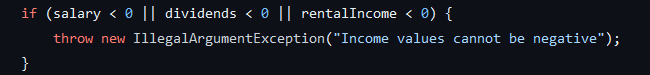 if (salary < 0 || dividends < 0 || rentalIncome < 0) {
    throw new IllegalArgumentException("Income values cannot be negative");
}